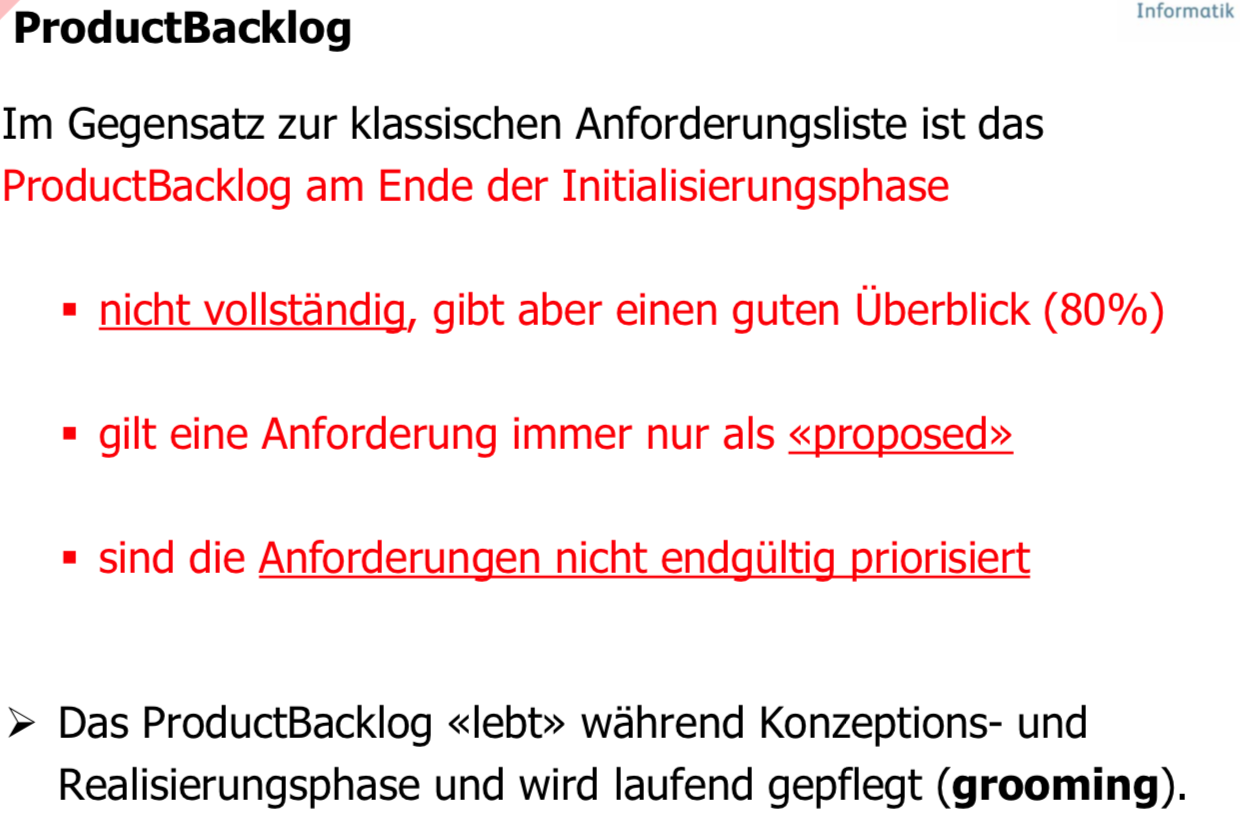 Informatik
ProductBacklog
Im Gegensatz zur klassischen Anforderungsliste ist das
ProductBacklog am Ende der Initialisierungsphase
▪ nicht vollständig, gibt aber einen guten Überblick (80%)
▪ gilt eine Anforderung immer nur als «proposed»
▪ sind die Anforderungen nicht endgültig priorisiert
➢ Das ProductBacklog «lebt» während Konzeptions- und
Realisierungsphase und wird laufend gepflegt (grooming).